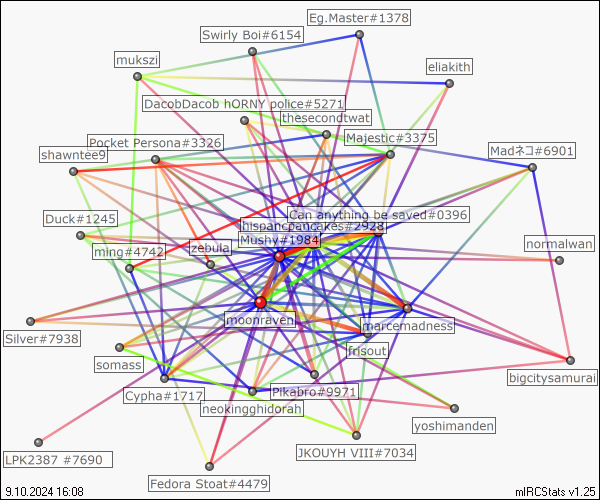 Eg.Master#1378
Swirly Boi#6154
mukszi
eliakith
DacobDacob hORNY police#5271
thesecondtwat
Pocket Persona#3326
Majestic#3375
shawntee9
Madネコ#6901
Duck#1245
Can anything be saved#0396
hispancpancakes#2928
Mushy#1984
zebula
ming#4742
normalwan
moonraven
marcemadness
Silver#7938
frisout
somass
bigcitysamurai
Cypha#1717
Pikabro#9971
neokingghidorah
yoshimanden
JKOUYH VIII#7034
LPK2387 #7690
Fedora Stoat#4479
9.10.2024 16:08
mIRCStats v1.25